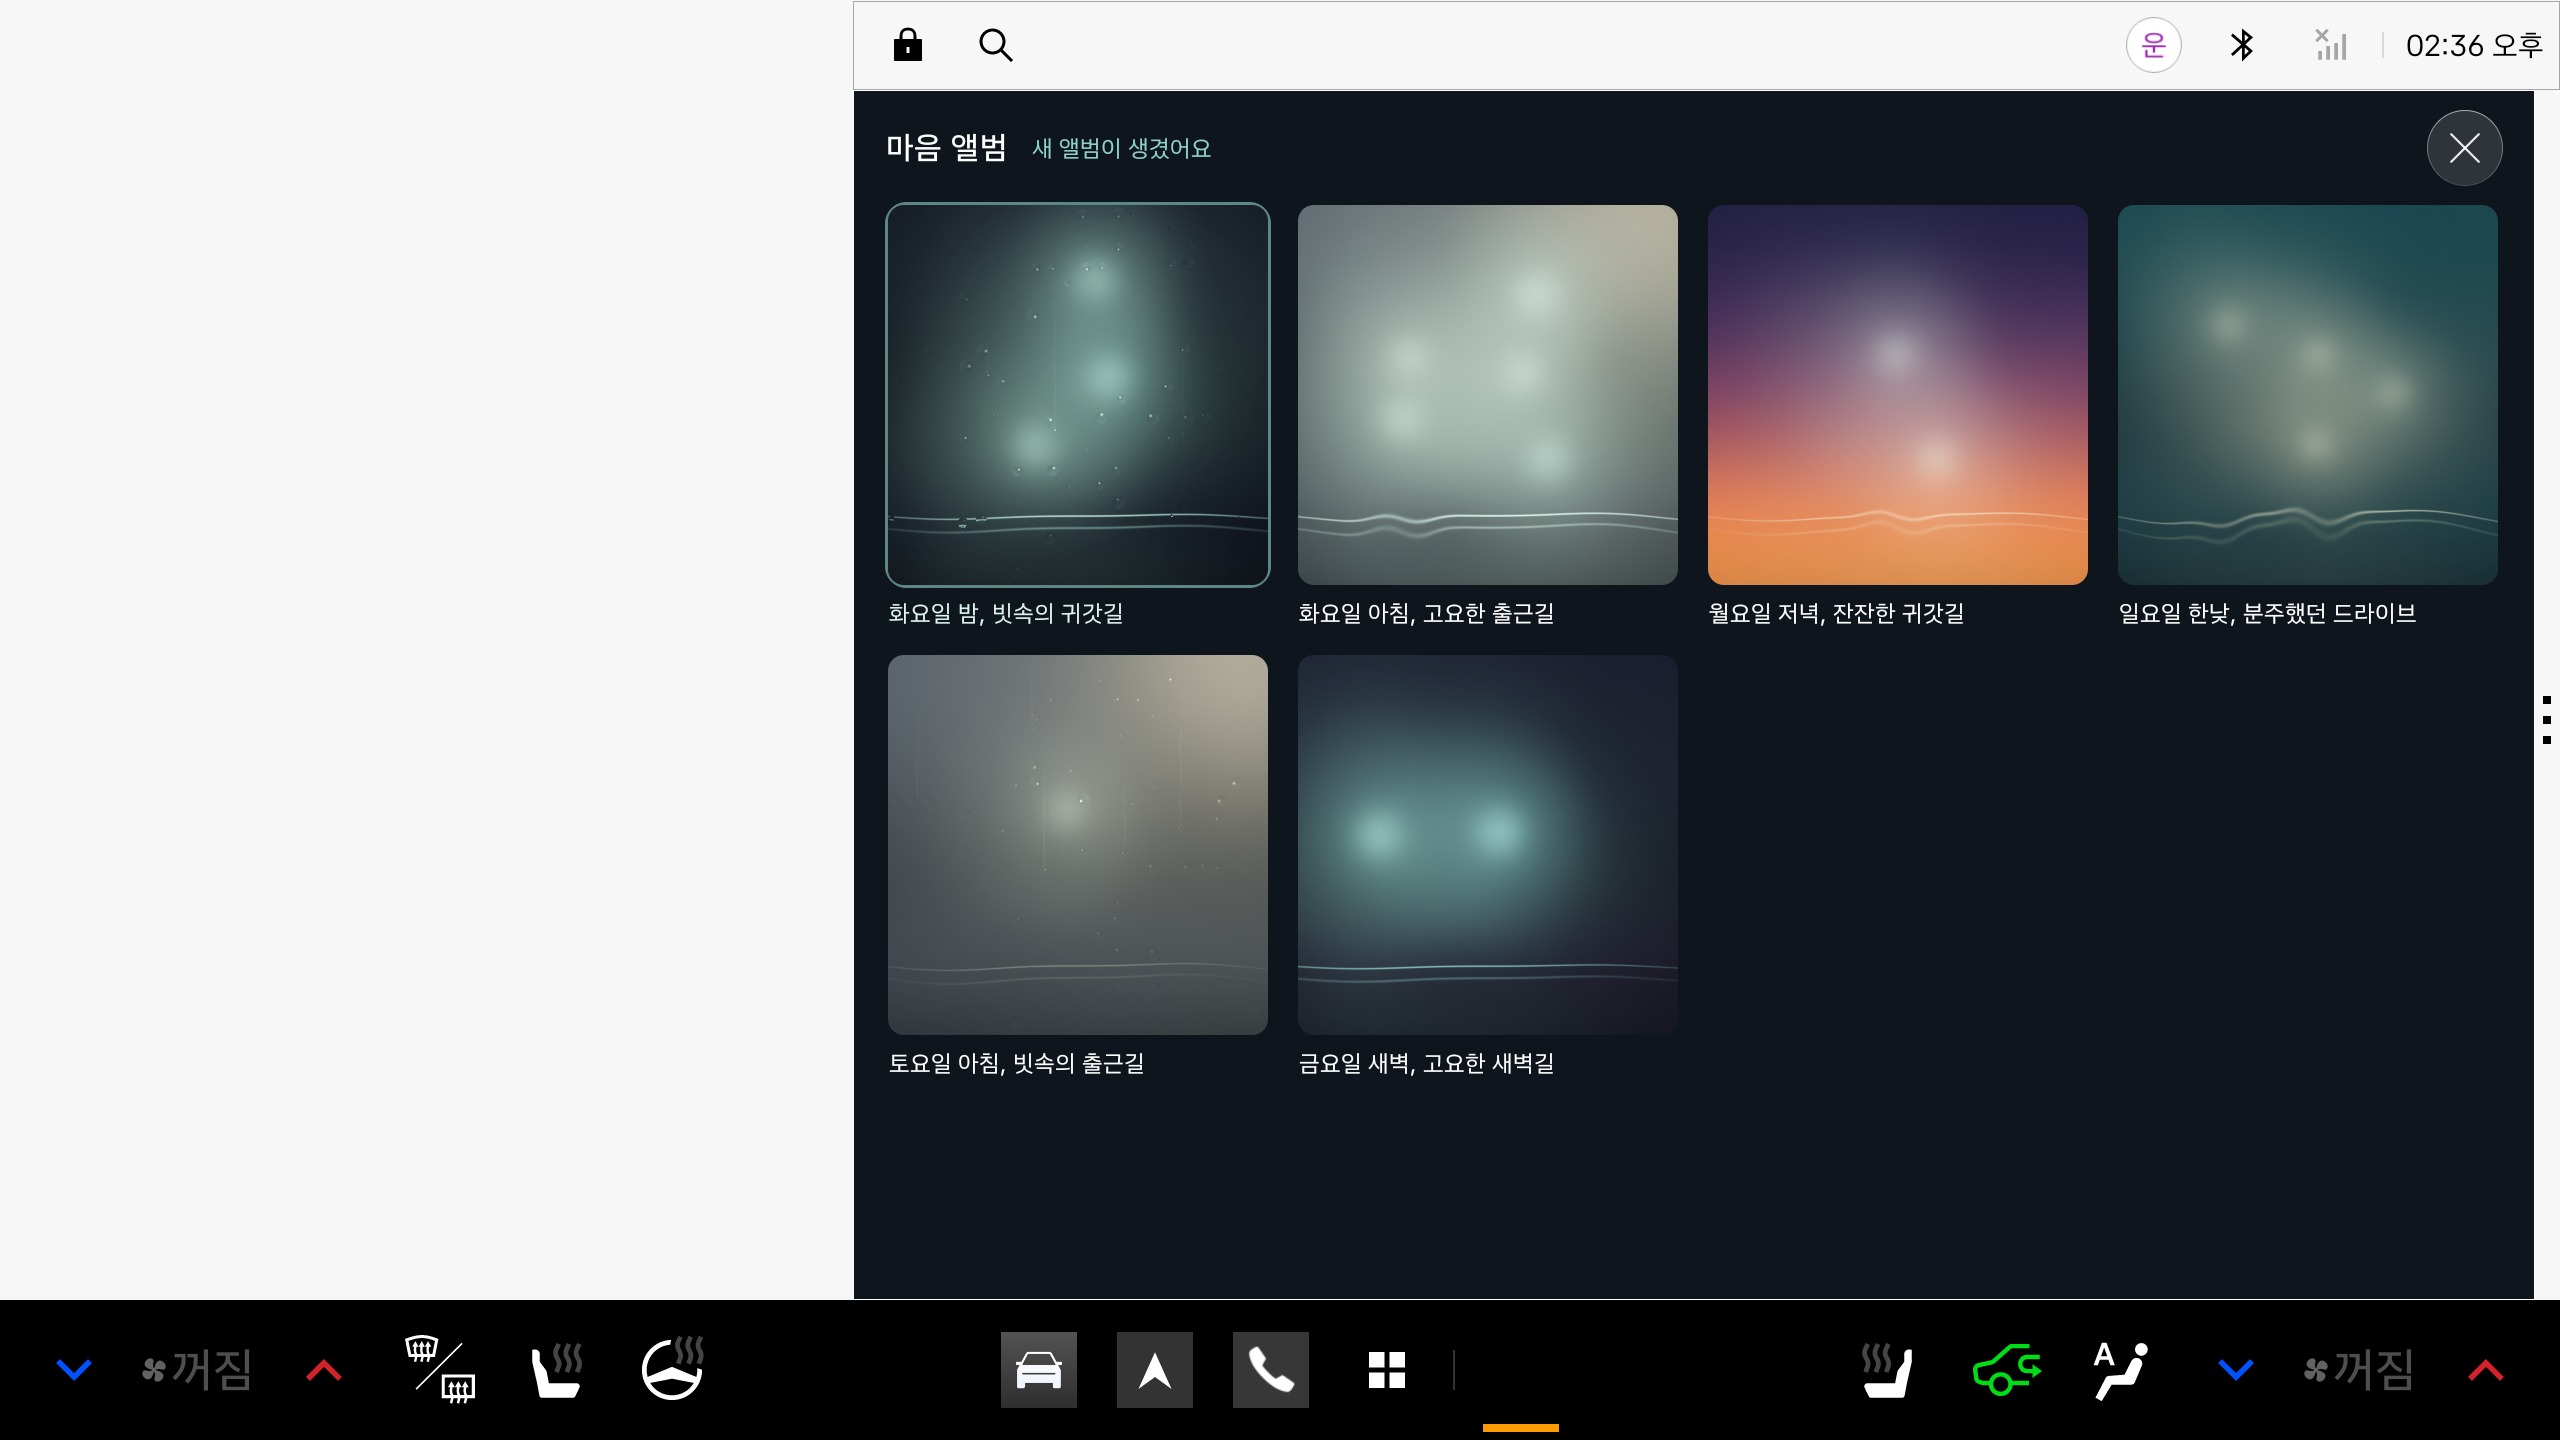 운
02:36 오후
마음 앨범
새 앨범이 생겼어요
화요일 밤, 빗속의 귀갓길
화요일 아침, 고요한 출근길
월요일 저녁, 잔잔한 귀갓길
일요일 한낮, 분주했던 드라이브
토요일 아침, 빗속의 출근길
금요일 새벽, 고요한 새벽길
꺼짐
A
꺼짐